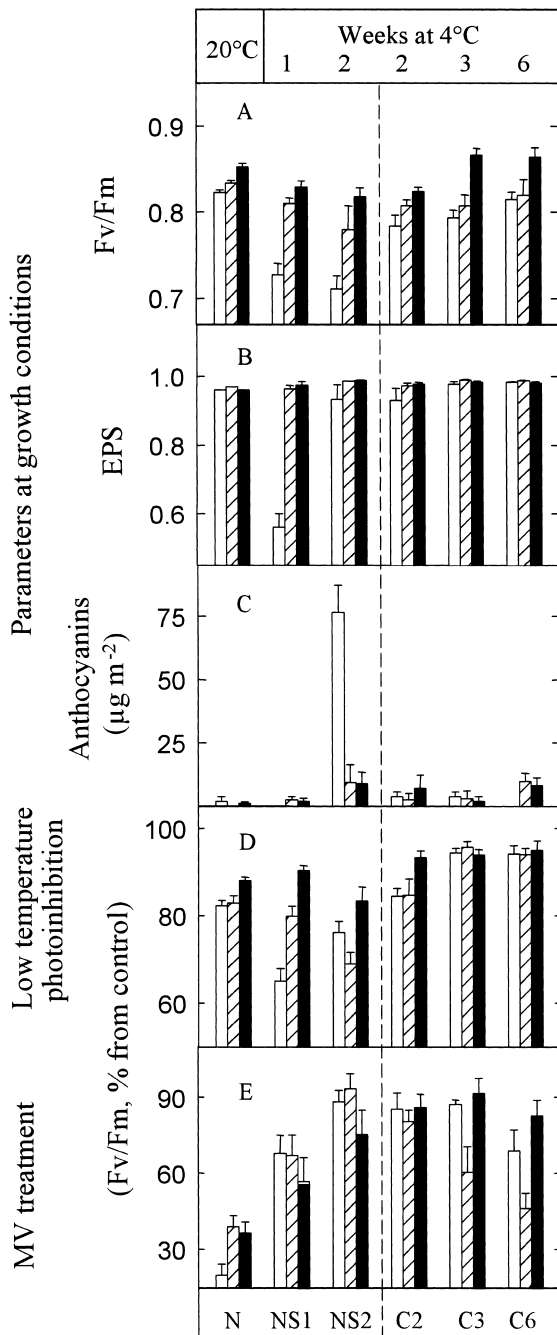 20°C
Weeks at 4°C
1 2 2 3 6
A
Fv/Fm
0.9
0.8
0.7
Parameters at growth conditions
B
EPS
1.0
0.8
0.6
C
Anthocyanins
(µg m⁻²)
75
50
25
D
Low temperature
photoinhibition
(Fv/Fm, % from control)
100
80
60
E
MV treatment
90
60
30
N NS1 NS2 C2 C3 C6